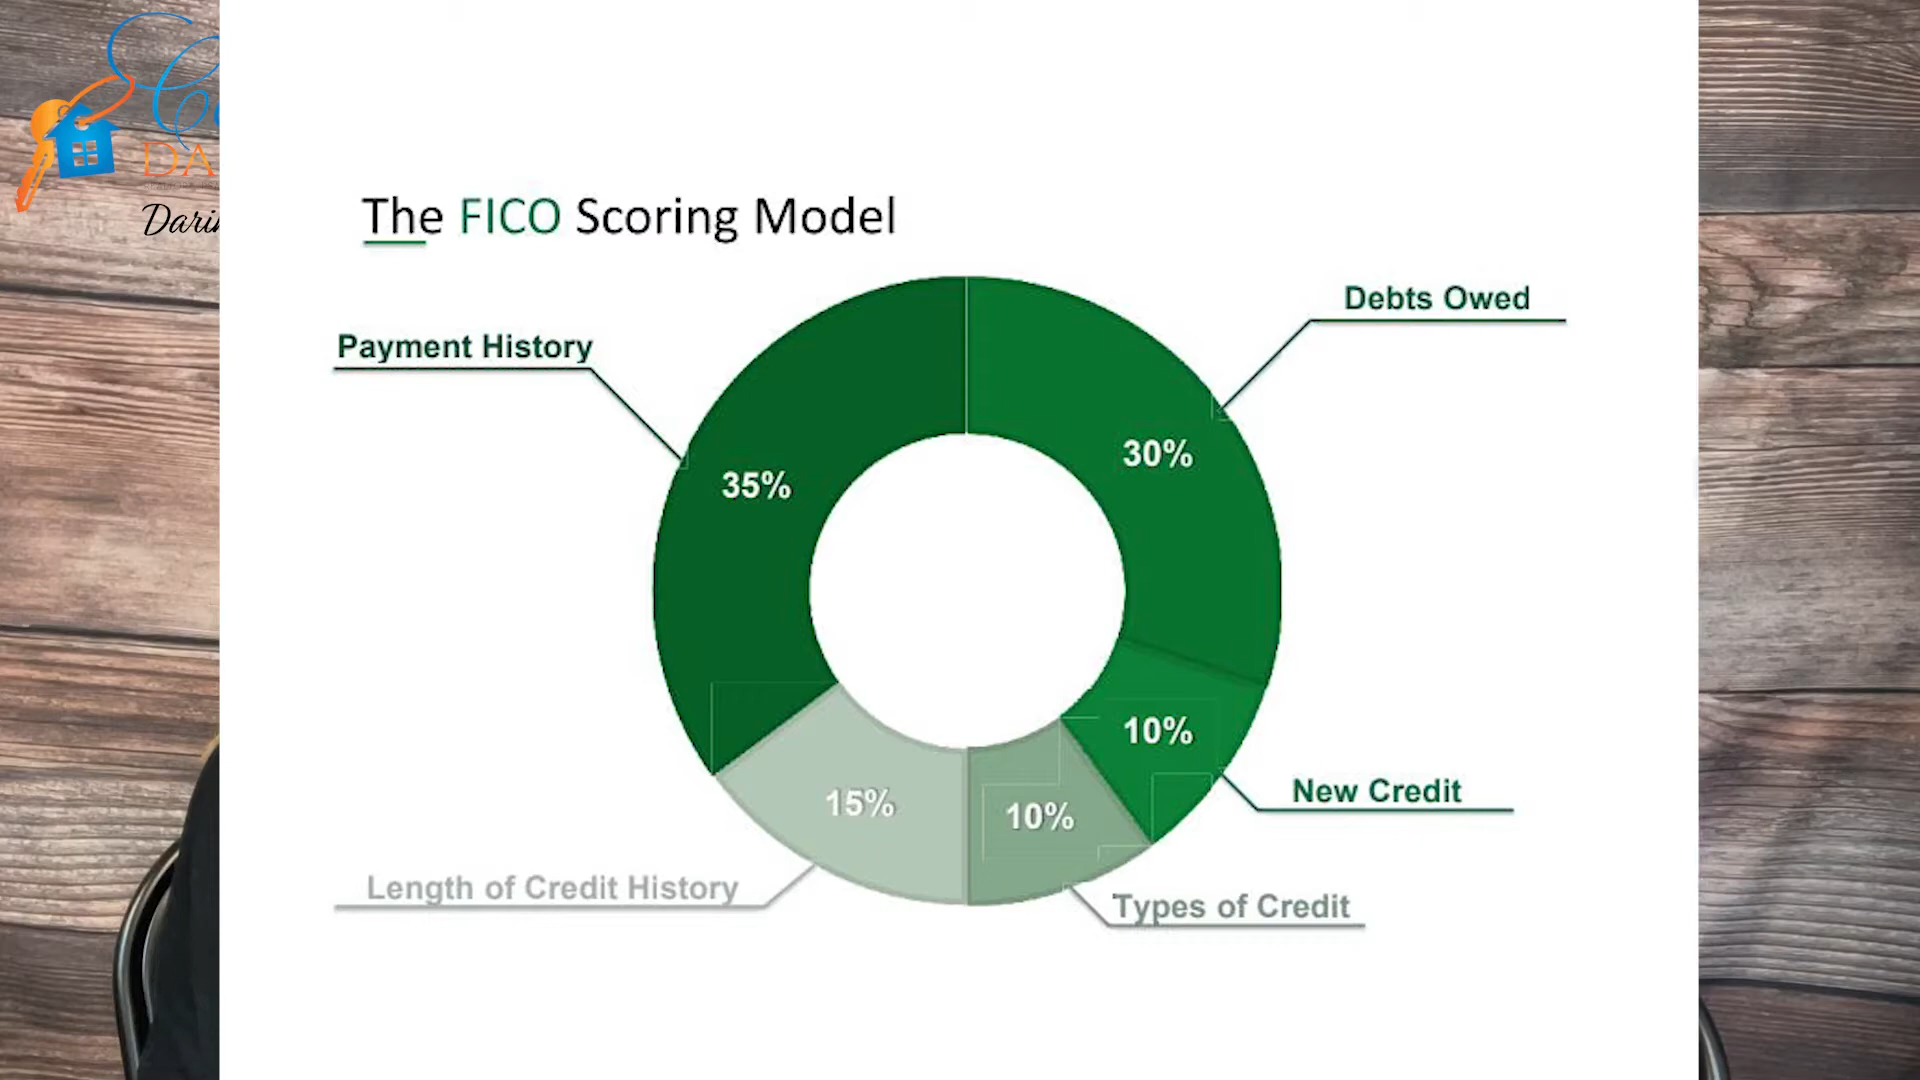 The FICO Scoring Model
Debts Owed
Payment History
30%
35%
10%
New Credit
15%
10%
Length of Credit History
Types of Credit